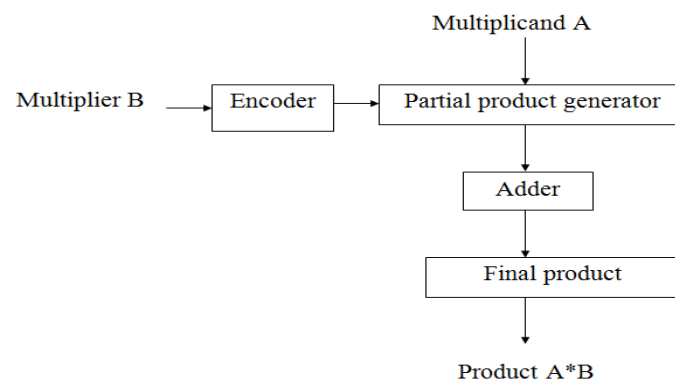 Multiplicand A
Multiplier B
Encoder
Partial product generator
Adder
Final product
Product A*B